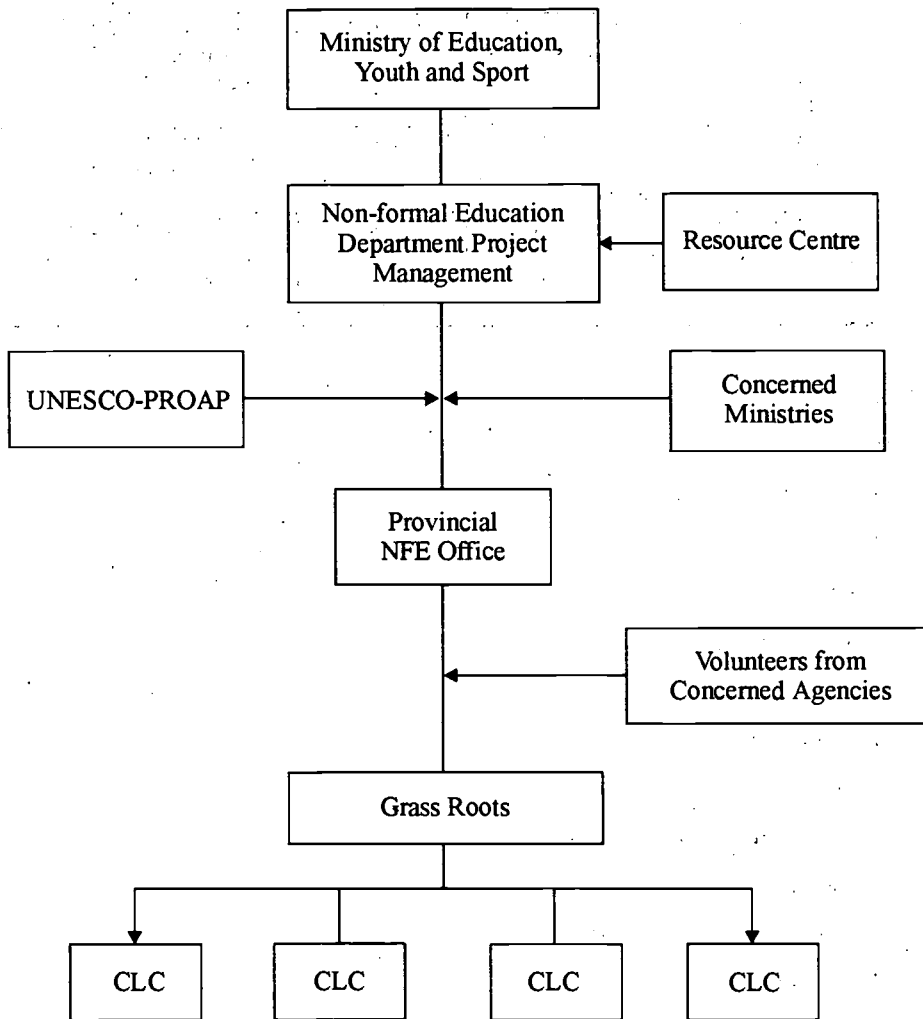 Ministry of Education,
Youth and Sport
Non-formal Education
Department Project
Management
Resource Centre
UNESCO-PROAP
Concerned
Ministries
Provincial
NFE Office
Volunteers from
Concerned Agencies
Grass Roots
CLC
CLC
CLC
CLC